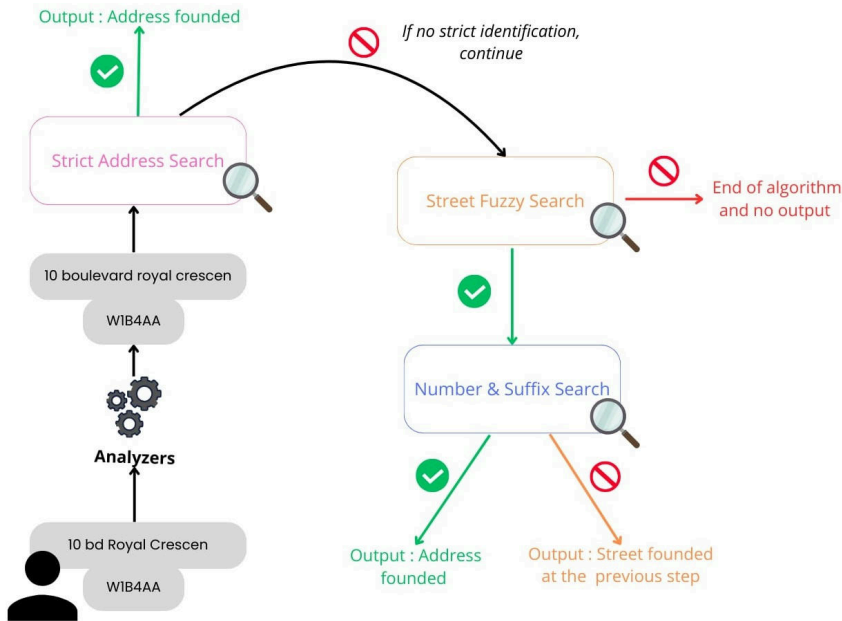 Output : Address founded
If no strict identification,
continue
Strict Address Search
Street Fuzzy Search
End of algorithm
and no output
10 boulevard royal crescen
W1B4AA
Number & Suffix Search
Analyzers
10 bd Royal Crescen
W1B4AA
Output : Address
founded
Output : Street founded
at the previous step